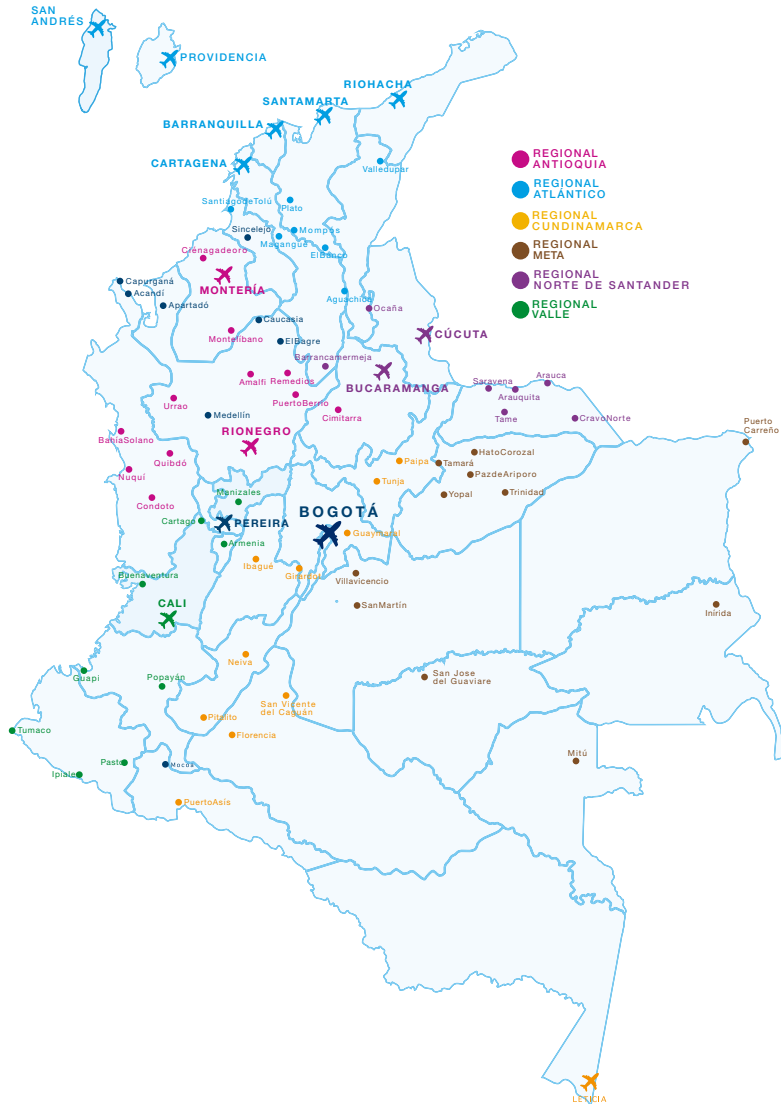 SAN
ANDRÉS
PROVIDENCIA
RIOHACHA
SANTAMARTA
BARRANQUILLA
CARTAGENA
REGIONAL
ANTIOQUIA
REGIONAL
ATLÁNTICO
REGIONAL
CUNDINAMARCA
REGIONAL
META
REGIONAL
NORTE DE SANTANDER
REGIONAL
VALLE
Valledupar
SantiagodeTolú
Plato
Sincelejo
Mompós
Magangué
ElBanco
Ciénagadeoro
MONTERÍA
Capurganá
Acandí
Apartadó
Aguachica
Ocaña
Caucasia
Montelibano
ElBagre
CÚCUTA
Barrancamermeja
BUCARAMANGA
Amalfi
Remedios
PuertoBerrío
Cimitarra
Saravena
Arauca
Arauquita
Tame
CravoNorte
Urrao
Medellín
RIONEGRO
BahíaSolano
Quibdó
Nuquí
Condoto
Puerto
Carreño
Paipa
Tunja
HatoCorozal
Tamará
PazdeAriporo
Yopal
Trinidad
Manizales
Cartago
PEREIRA
Armenia
BOGOTÁ
Guaymaral
Ibagué
Girardot
Villavicencio
SanMartín
Buenaventura
CALI
Inírida
Guapi
Popayán
Neiva
San Vicente
del Caguán
San Jose
del Guaviare
Pitalito
Florencia
Tumaco
Ipiales
Pasto
Mocoa
Mitú
PuertoAsís
LETICIA